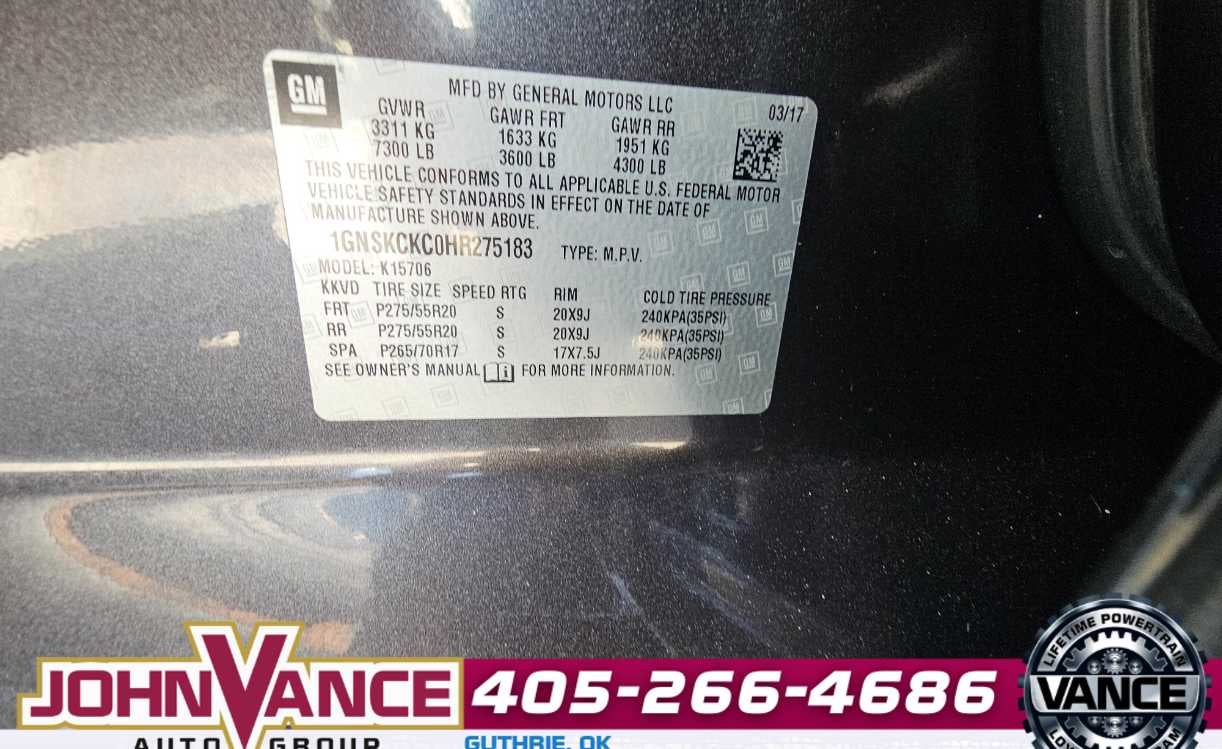 GM
MFD BY GENERAL MOTORS LLC
03/17
GVWR GAWR FRT GAWR RR
3311 KG 1633 KG 1951 KG
7300 LB 3600 LB 4300 LB
THIS VEHICLE CONFORMS TO ALL APPLICABLE U.S. FEDERAL MOTOR
VEHICLE SAFETY STANDARDS IN EFFECT ON THE DATE OF
MANUFACTURE SHOWN ABOVE.
1GNSKCKC0HR275183 TYPE: M.P.V.
MODEL: K15706
KKVD TIRE SIZE SPEED RTG RIM COLD TIRE PRESSURE
FRT P275/55R20 S 20X9J 240KPA(35PSI)
RR P275/55R20 S 20X9J 240KPA(35PSI)
SPA P265/70R17 S 17X7.5J 240KPA(35PSI)
SEE OWNER'S MANUAL FOR MORE INFORMATION.
JOHN VANCE
AUTO GROUP
405-266-4686
GUTHRIE, OK
LIFETIME POWERTRAIN
VANCE